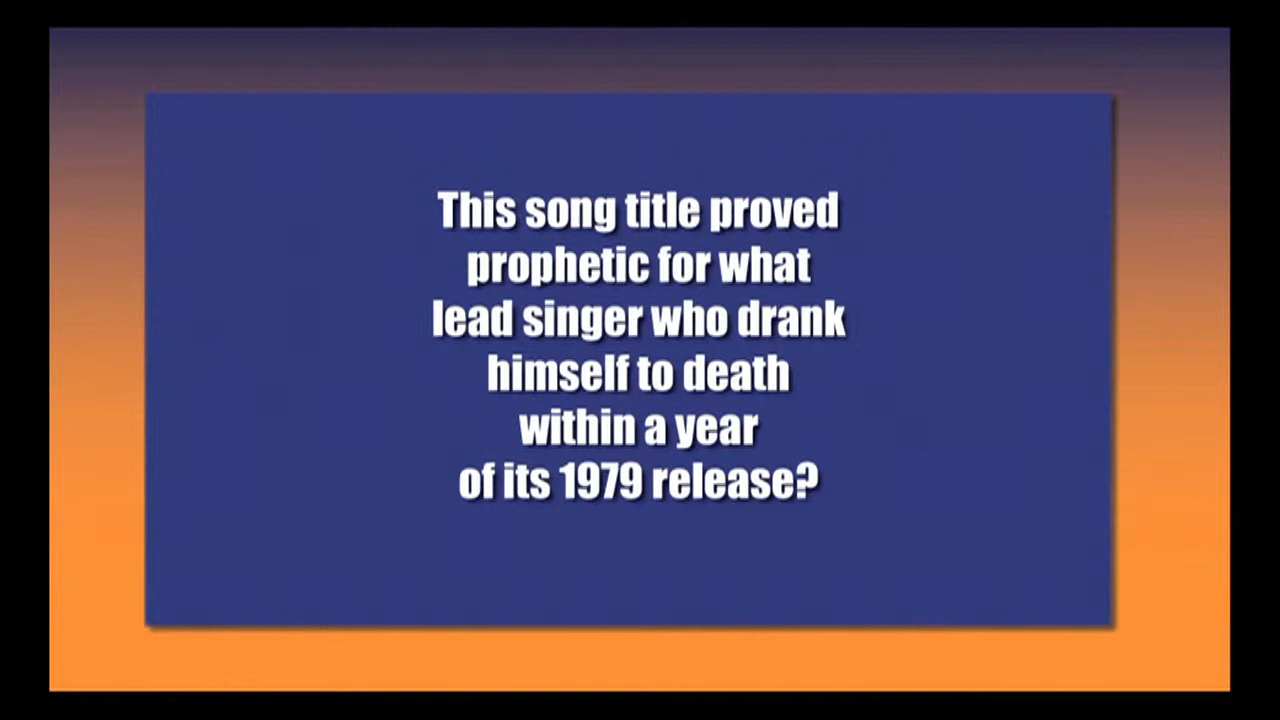 This song title proved
prophetic for what
lead singer who drank
himself to death
within a year
of its 1979 release?